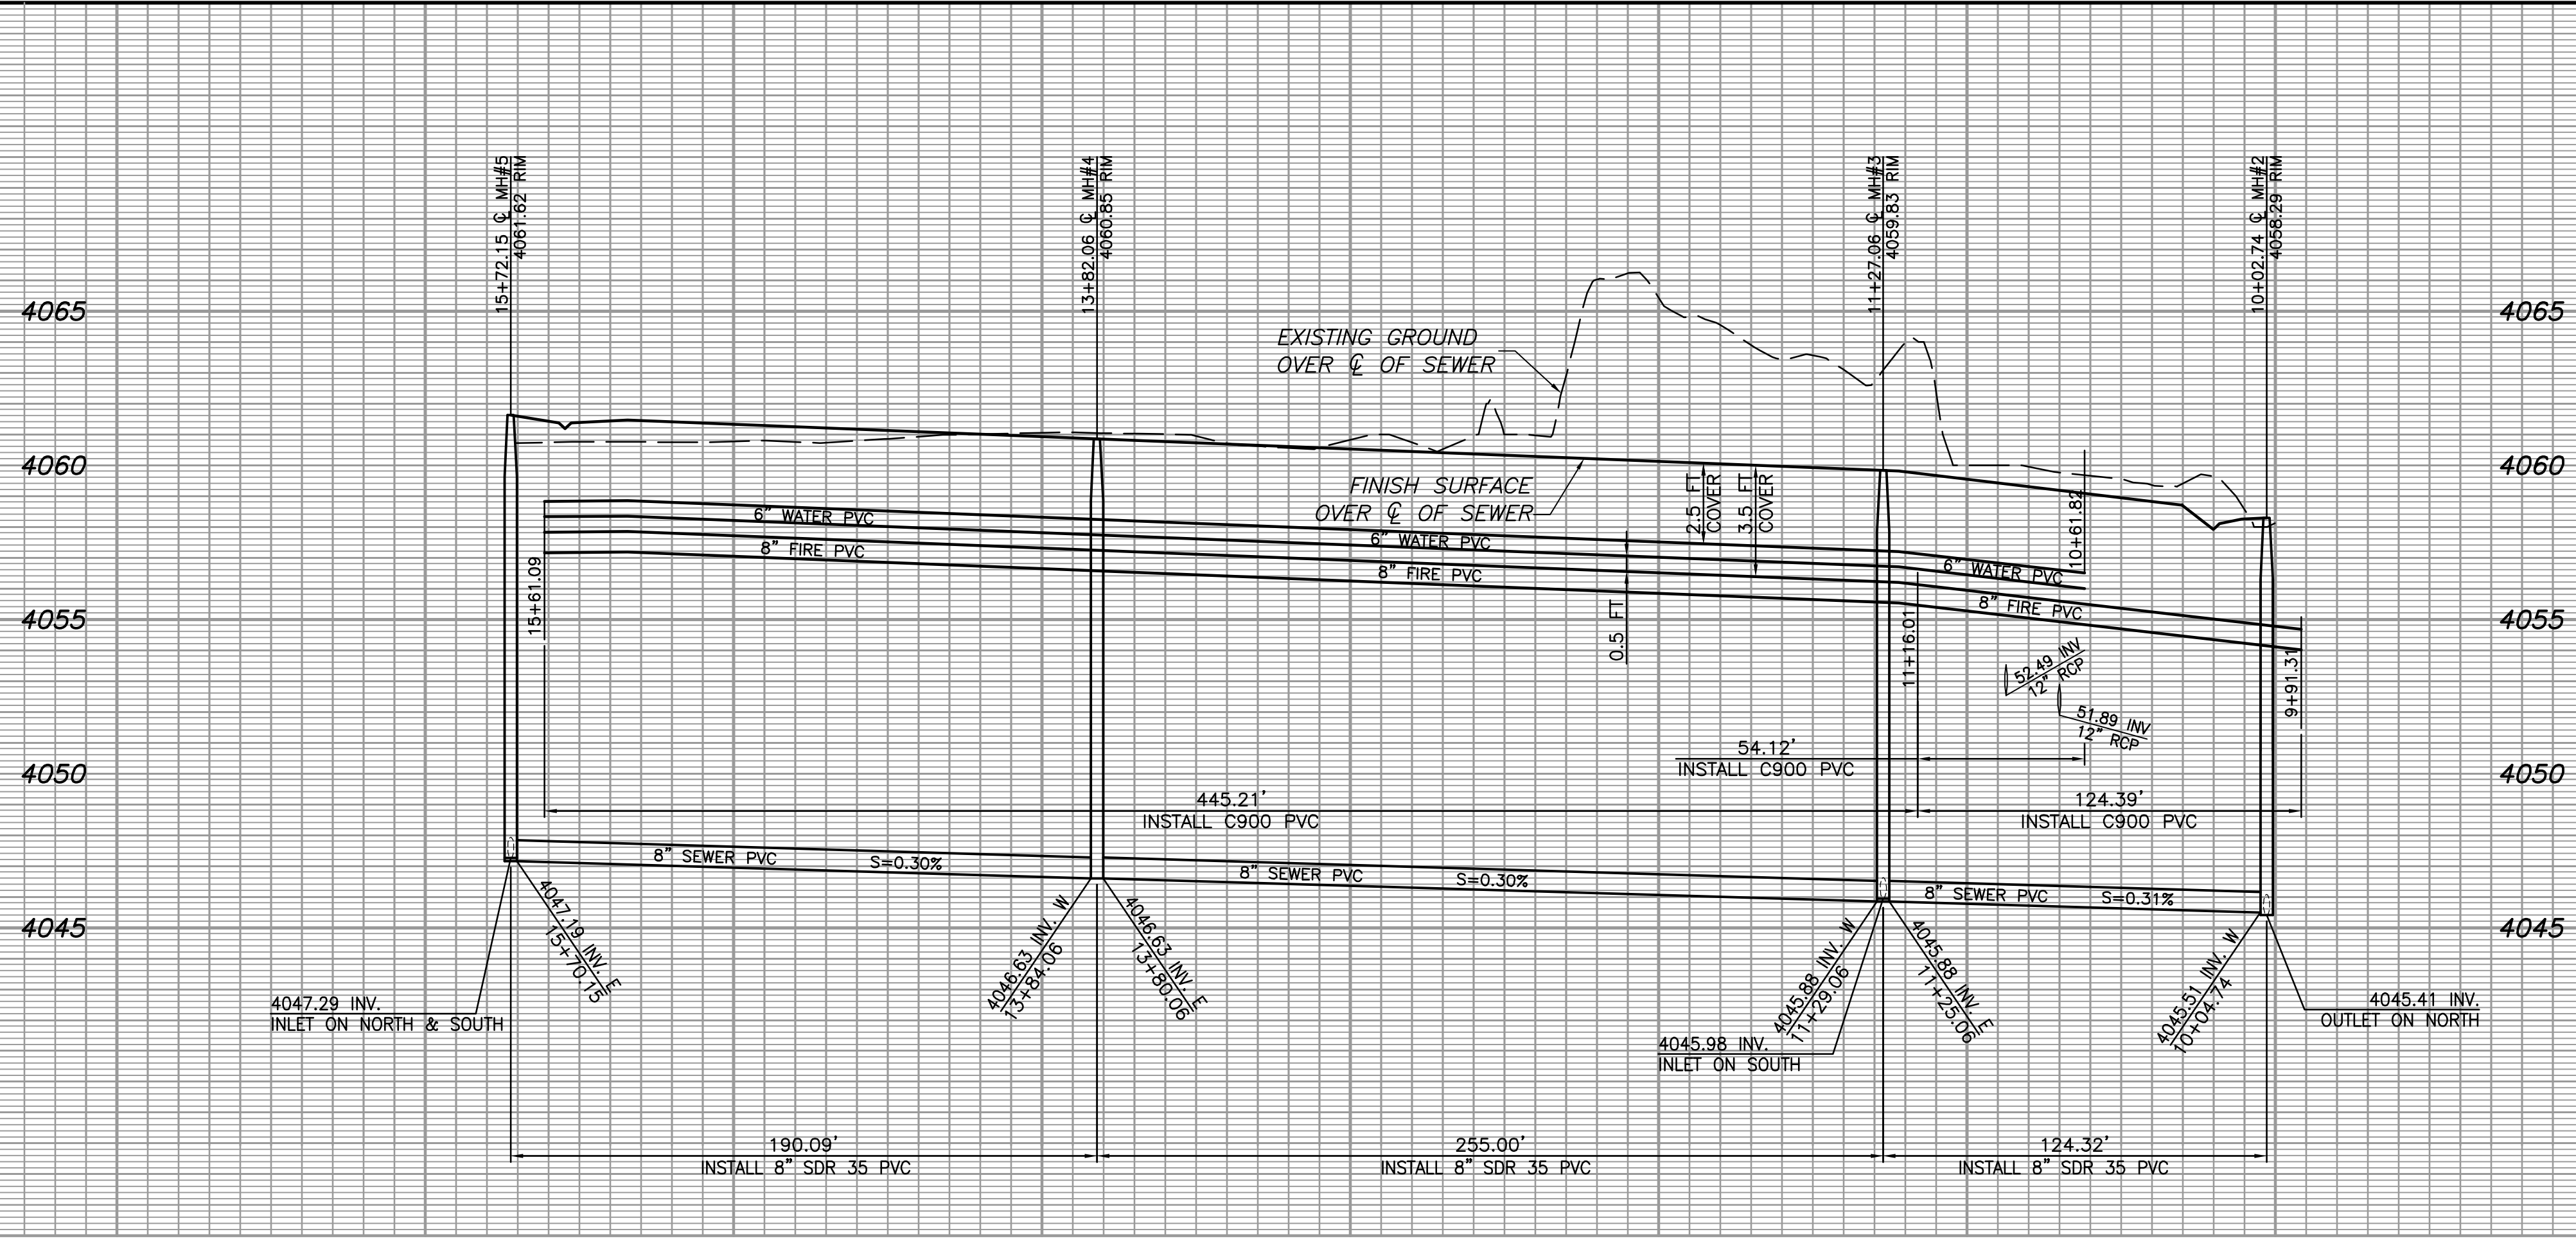 15+72.15 ℄ MH#5
4061.62 RIM
13+82.06 ℄ MH#4
4060.85 RIM
11+27.06 ℄ MH#3
4059.83 RIM
10+02.74 ℄ MH#2
4058.29 RIM
4065
4065
EXISTING GROUND
OVER ℄ OF SEWER
4060
4060
FINISH SURFACE
OVER ℄ OF SEWER
2.5 FT
COVER
3.5 FT
COVER
10+61.82
6" WATER PVC
8" FIRE PVC
6" WATER PVC
8" FIRE PVC
6" WATER PVC
8" FIRE PVC
15+61.09
0.5 FT
11+16.01
4055
4055
52.49 INV
12" RCP
51.89 INV
12" RCP
9+91.31
54.12'
INSTALL C900 PVC
4050
4050
445.21'
INSTALL C900 PVC
124.39'
INSTALL C900 PVC
8" SEWER PVC
S=0.30%
8" SEWER PVC
S=0.30%
8" SEWER PVC
S=0.31%
4045
4045
4047.19 INV. E
15+70.15
4046.63 INV. W
13+84.06
4046.63 INV. E
13+80.06
4045.88 INV. W
11+29.06
4045.88 INV. E
11+25.06
4045.51 INV. W
10+04.74
4047.29 INV.
INLET ON NORTH & SOUTH
4045.98 INV.
INLET ON SOUTH
4045.41 INV.
OUTLET ON NORTH
190.09'
INSTALL 8" SDR 35 PVC
255.00'
INSTALL 8" SDR 35 PVC
124.32'
INSTALL 8" SDR 35 PVC